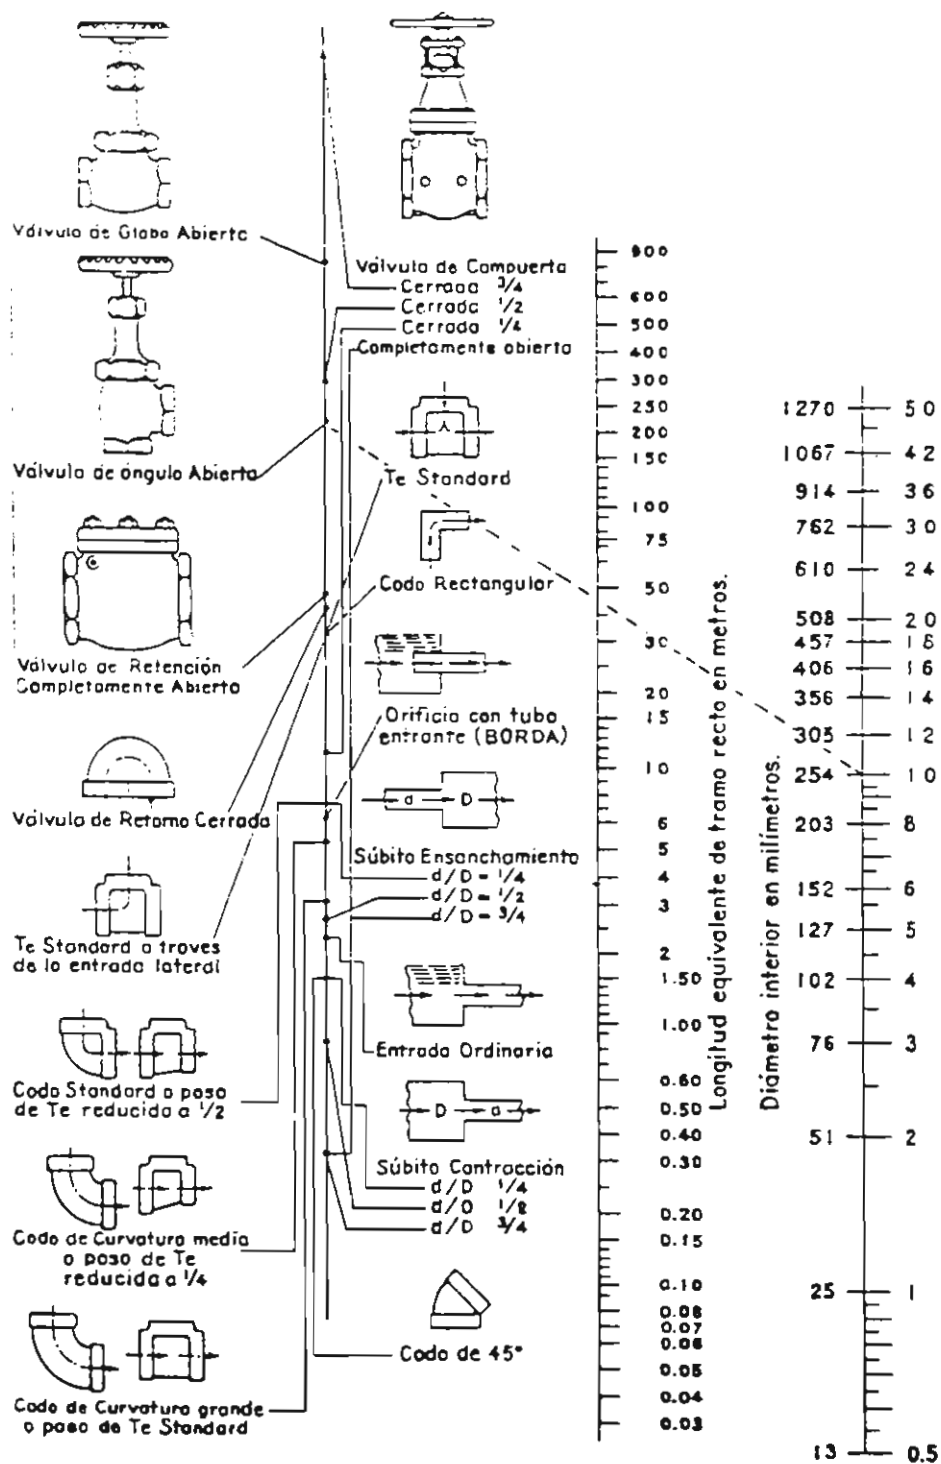 Válvula de Globo Abierta
Válvula de ángulo Abierta
Válvula de Retención
Completamente Abierta
Válvula de Retorno Cerrada
Te Standard a traves
de la entrada lateral
Codo Standard o paso
de Te reducida a 1/2
Codo de Curvatura media
o paso de Te
reducida a 1/4
Codo de Curvatura grande
o paso de Te Standard
Válvula de Compuerta
Cerrada 3/4
Cerrada 1/2
Cerrada 1/4
Completamente abierta
Te Standard
Codo Rectangular
Orificio con tubo
entrante (BORDA)
d D
Súbito Ensanchamiento
d/D = 1/4
d/D = 1/2
d/D = 3/4
Entrada Ordinaria
D d
Súbito Contracción
d/D 1/4
d/D 1/2
d/D 3/4
Codo de 45°
900
600
500
400
300
250
200
150
100
75
50
30
20
15
10
6
5
4
3
2
1.50
1.00
0.60
0.50
0.40
0.30
0.20
0.15
0.10
0.08
0.07
0.06
0.05
0.04
0.03
Longitud equivalente de tramo recto en metros.
Diámetro interior en milímetros.
1270 50
1067 42
914 36
762 30
610 24
508 20
457 18
406 16
356 14
305 12
254 10
203 8
152 6
127 5
102 4
76 3
51 2
25 1
13 0.5